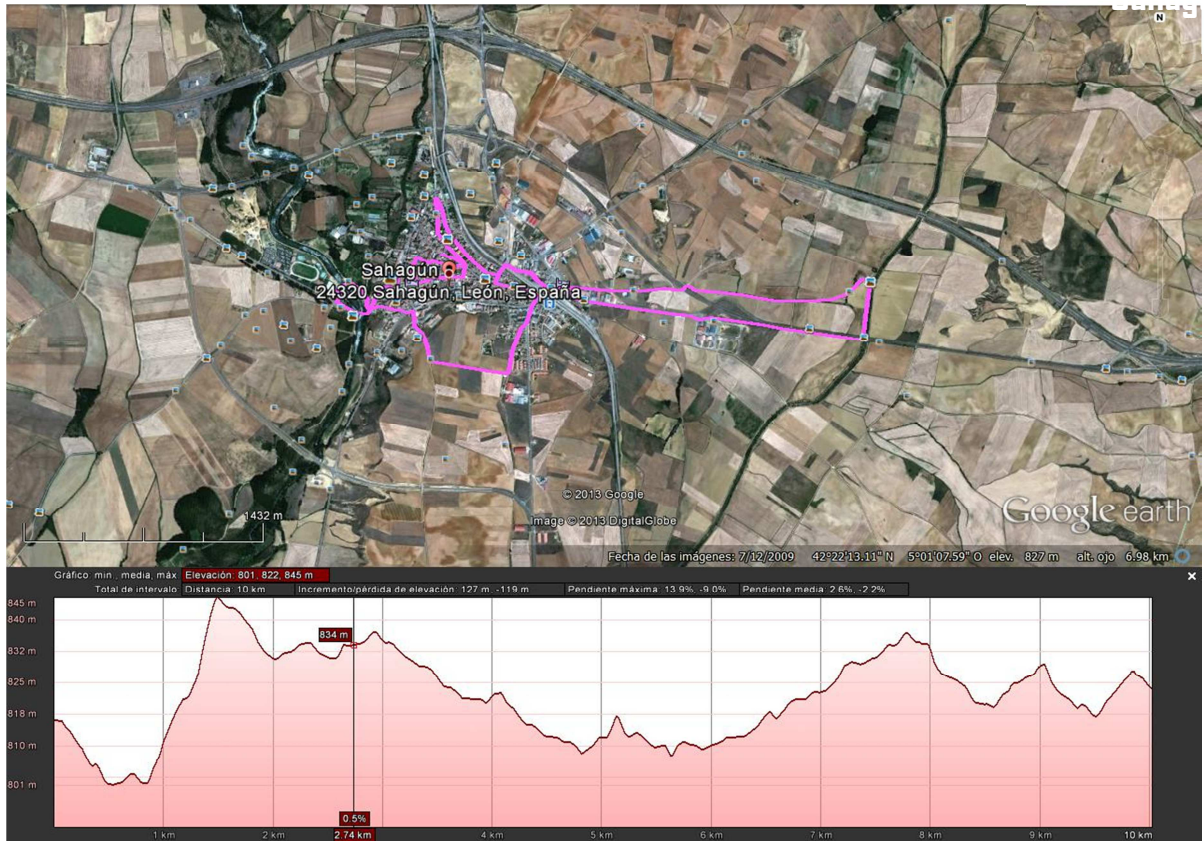 N
Sahagún
24320 Sahagún, León, España
© 2013 Google
1432 m
Image © 2013 DigitalGlobe
Google earth
Fecha de las imágenes: 7/12/2009 42°22'13.11" N 5°01'07.59" O elev. 827 m alt. ojo 6.98 km
Gráfico: mín., media, máx Elevación: 801, 822, 845 m
Total de intervalo: Distancia: 10 km Incremento/pérdida de elevación: 127 m, -119 m Pendiente máxima: 13.9%, -9.0% Pendiente media: 2.6%, -2.2%
845 m
840 m
834 m
832 m
825 m
818 m
810 m
801 m
0.5%
1 km 2 km 2.74 km 4 km 5 km 6 km 7 km 8 km 9 km 10 km